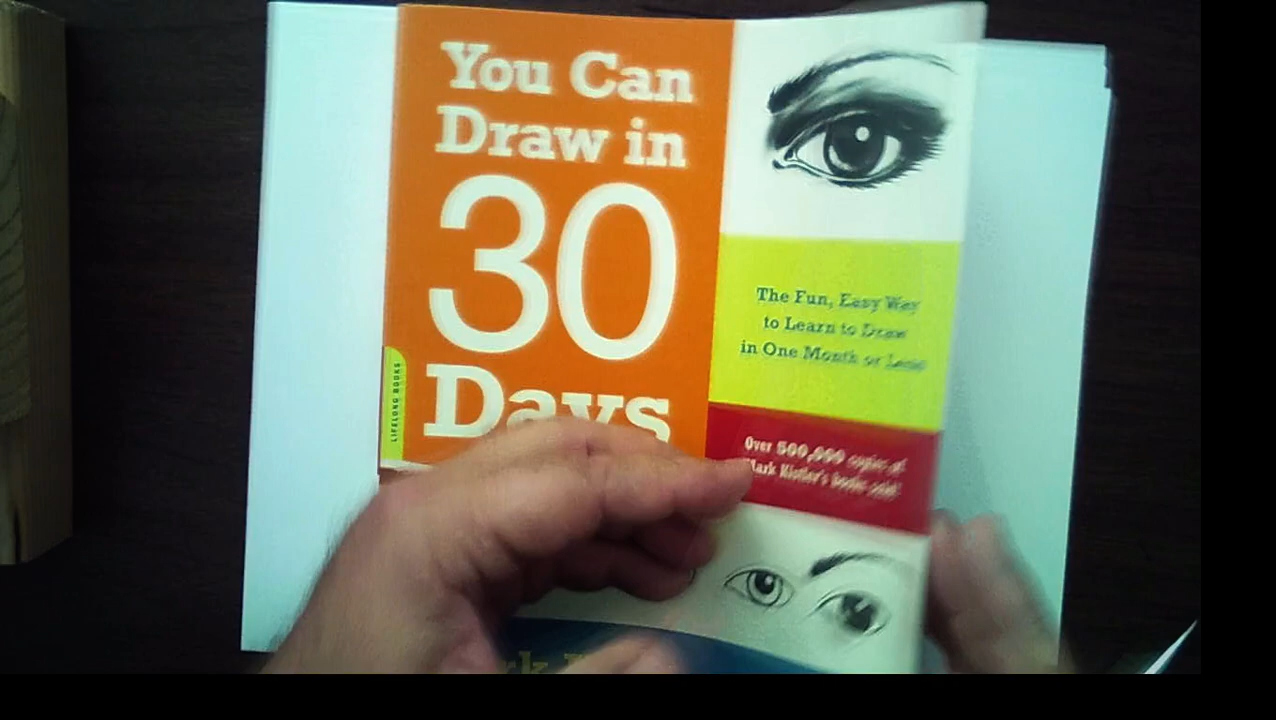 You Can
Draw in
30
Days
LIFELONG BOOKS
The Fun, Easy Way
to Learn to Draw
in One Month or Less
Over 500,000 copies of
Mark Kistler's books sold!